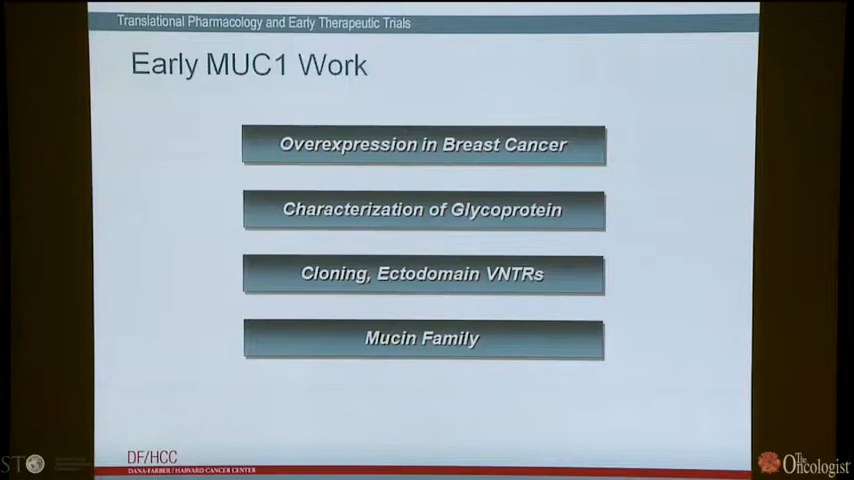 Translational Pharmacology and Early Therapeutic Trials
Early MUC1 Work
Overexpression in Breast Cancer
Characterization of Glycoprotein
Cloning, Ectodomain VNTRs
Mucin Family
DF/HCC
DANA-FARBER / HARVARD CANCER CENTER
STO
The Oncologist